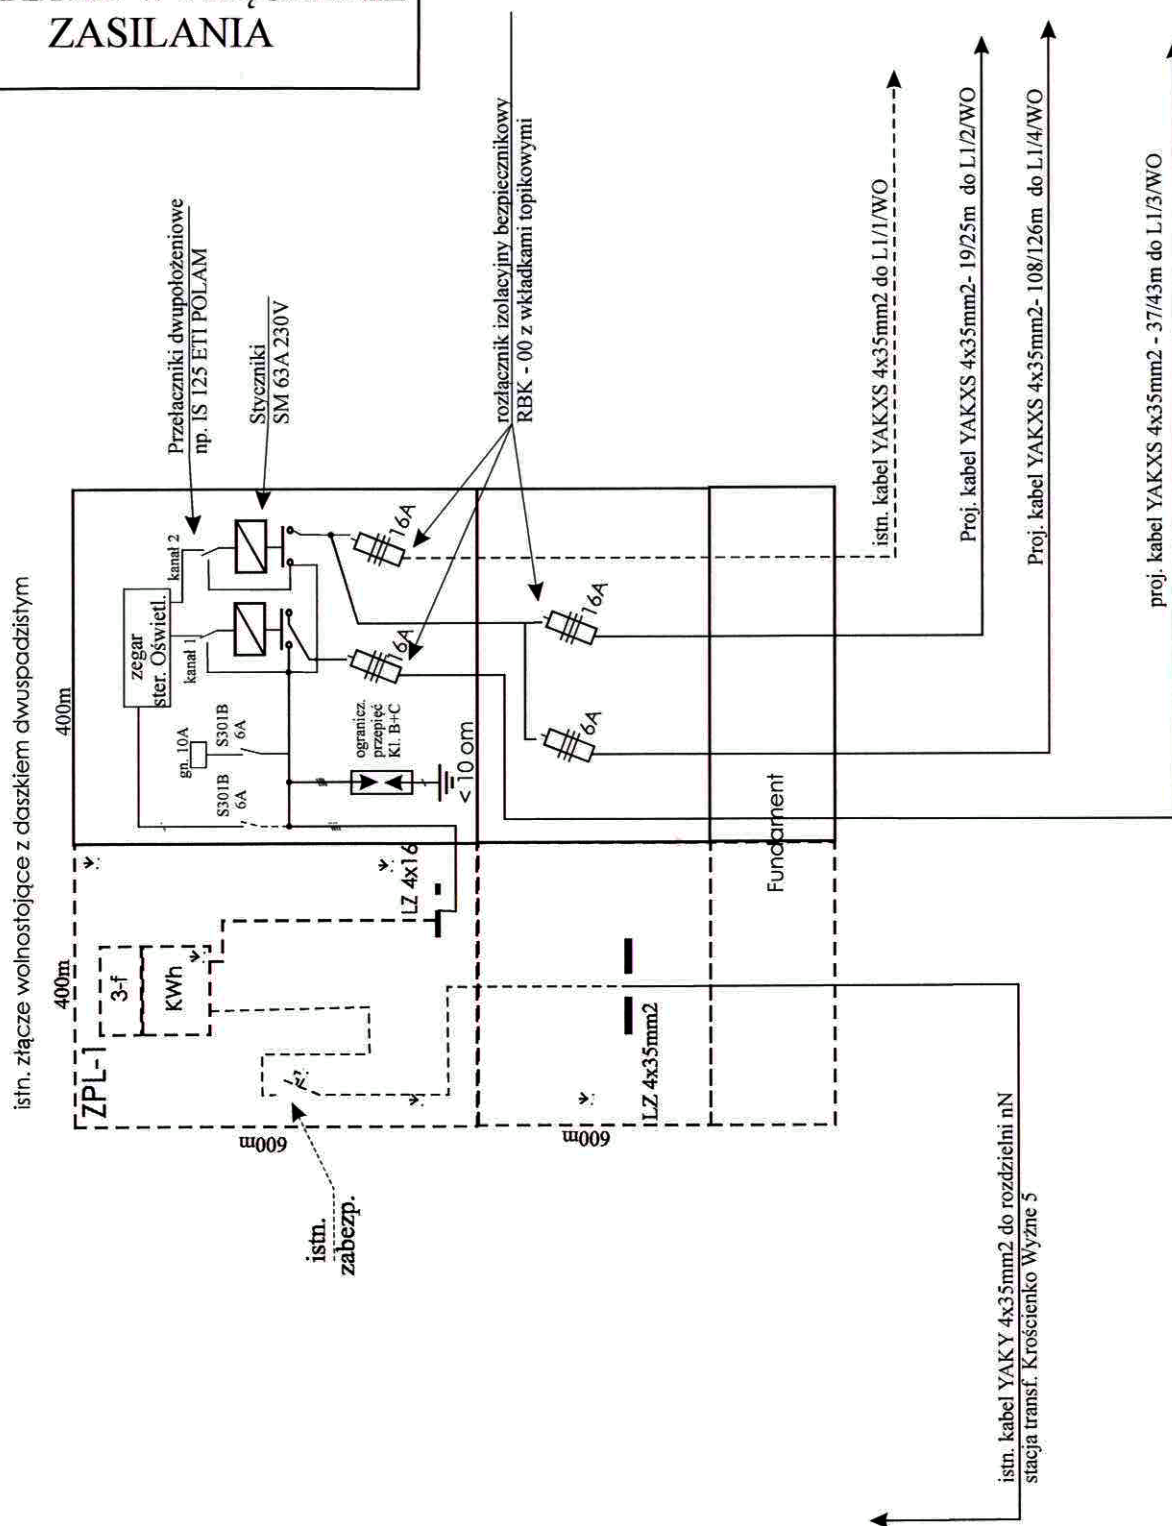 ZASILANIA
istn. złącze wolnostojące z daszkiem dwuspadzistym
400m
400m
600m
600m
ZPL-1
3-f
KWh
LZ 4x16
LZ 4x35mm2
istn.
zabezp.
zegar
ster. Oświetl.
kanał 1
kanał 2
gn. 10A
S301B
6A
S301B
6A
ogranicz.
przepięć
Kl. B+C
< 10 om
16A
16A
16A
6A
Fundament
Przełaczniki dwupołożeniowe
np. IS 125 ETI POLAM
Styczniki
SM 63A 230V
rozłacznik izolacyjny bezpiecznikowy
RBK - 00 z wkładkami topikowymi
istn. kabel YAKXS 4x35mm2 do L1/1/WO
Proj. kabel YAKXS 4x35mm2- 19/25m do L1/2/WO
Proj. kabel YAKXS 4x35mm2- 108/126m do L1/4/WO
proj. kabel YAKXS 4x35mm2 - 37/43m do L1/3/WO
istn. kabel YAKY 4x35mm2 do rozdzielni nN
stacja transf. Krościenko Wyżne 5